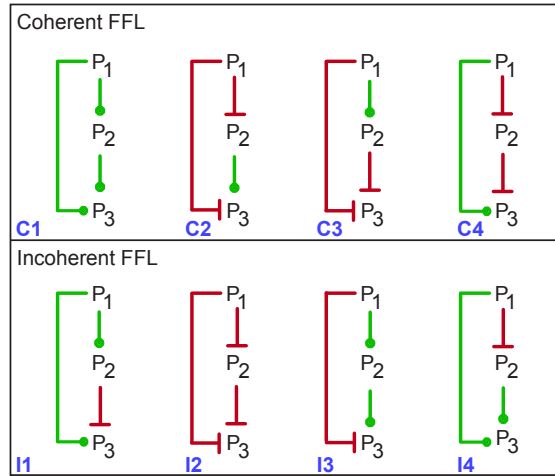 Coherent FFL
P1 P1 P1 P1
P2 P2 P2 P2
P3 P3 P3 P3
C1 C2 C3 C4
Incoherent FFL
P1 P1 P1 P1
P2 P2 P2 P2
P3 P3 P3 P3
I1 I2 I3 I4